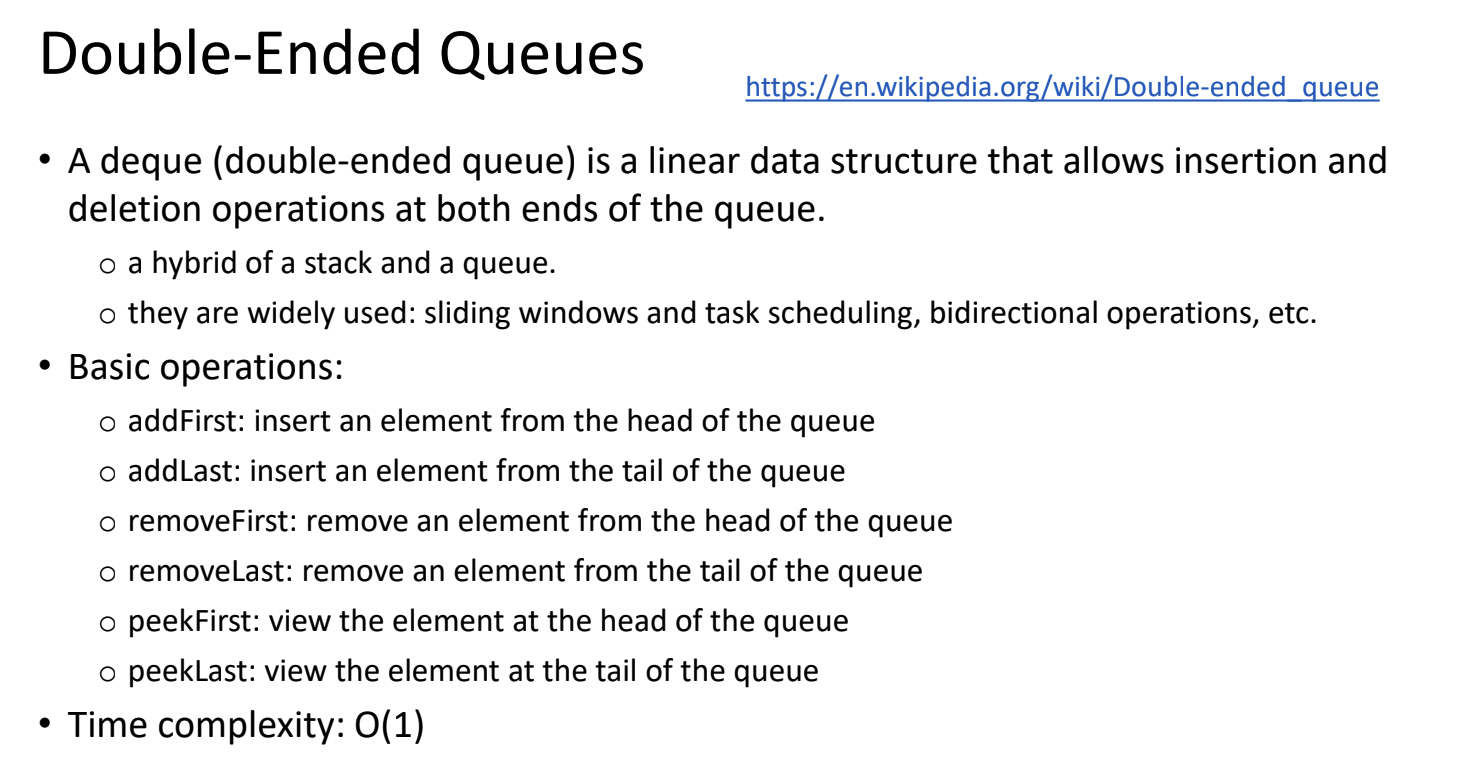 Double-Ended Queues
https://en.wikipedia.org/wiki/Double-ended_queue
• A deque (double-ended queue) is a linear data structure that allows insertion and
deletion operations at both ends of the queue.
○ a hybrid of a stack and a queue.
○ they are widely used: sliding windows and task scheduling, bidirectional operations, etc.
• Basic operations:
○ addFirst: insert an element from the head of the queue
○ addLast: insert an element from the tail of the queue
○ removeFirst: remove an element from the head of the queue
○ removeLast: remove an element from the tail of the queue
○ peekFirst: view the element at the head of the queue
○ peekLast: view the element at the tail of the queue
• Time complexity: O(1)